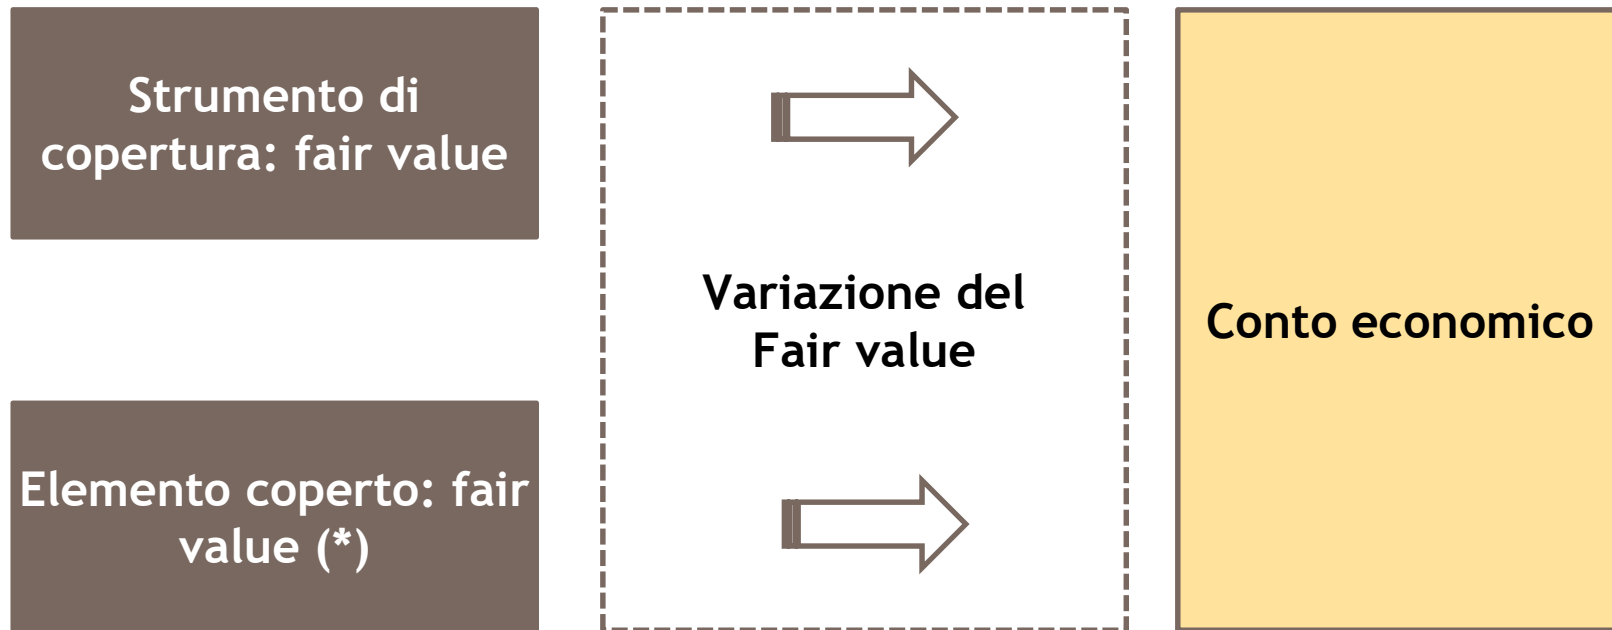 Strumento di
copertura: fair value
Variazione del
Fair value
Conto economico
Elemento coperto: fair
value (*)